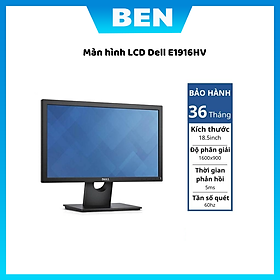 BEN
Màn hình LCD Dell E1916HV
BẢO HÀNH
36 Tháng
Kích thước
18.5inch
Độ phân giải
1600x900
Thời gian
phản hồi
5ms
Tần số quét
60hz
DELL